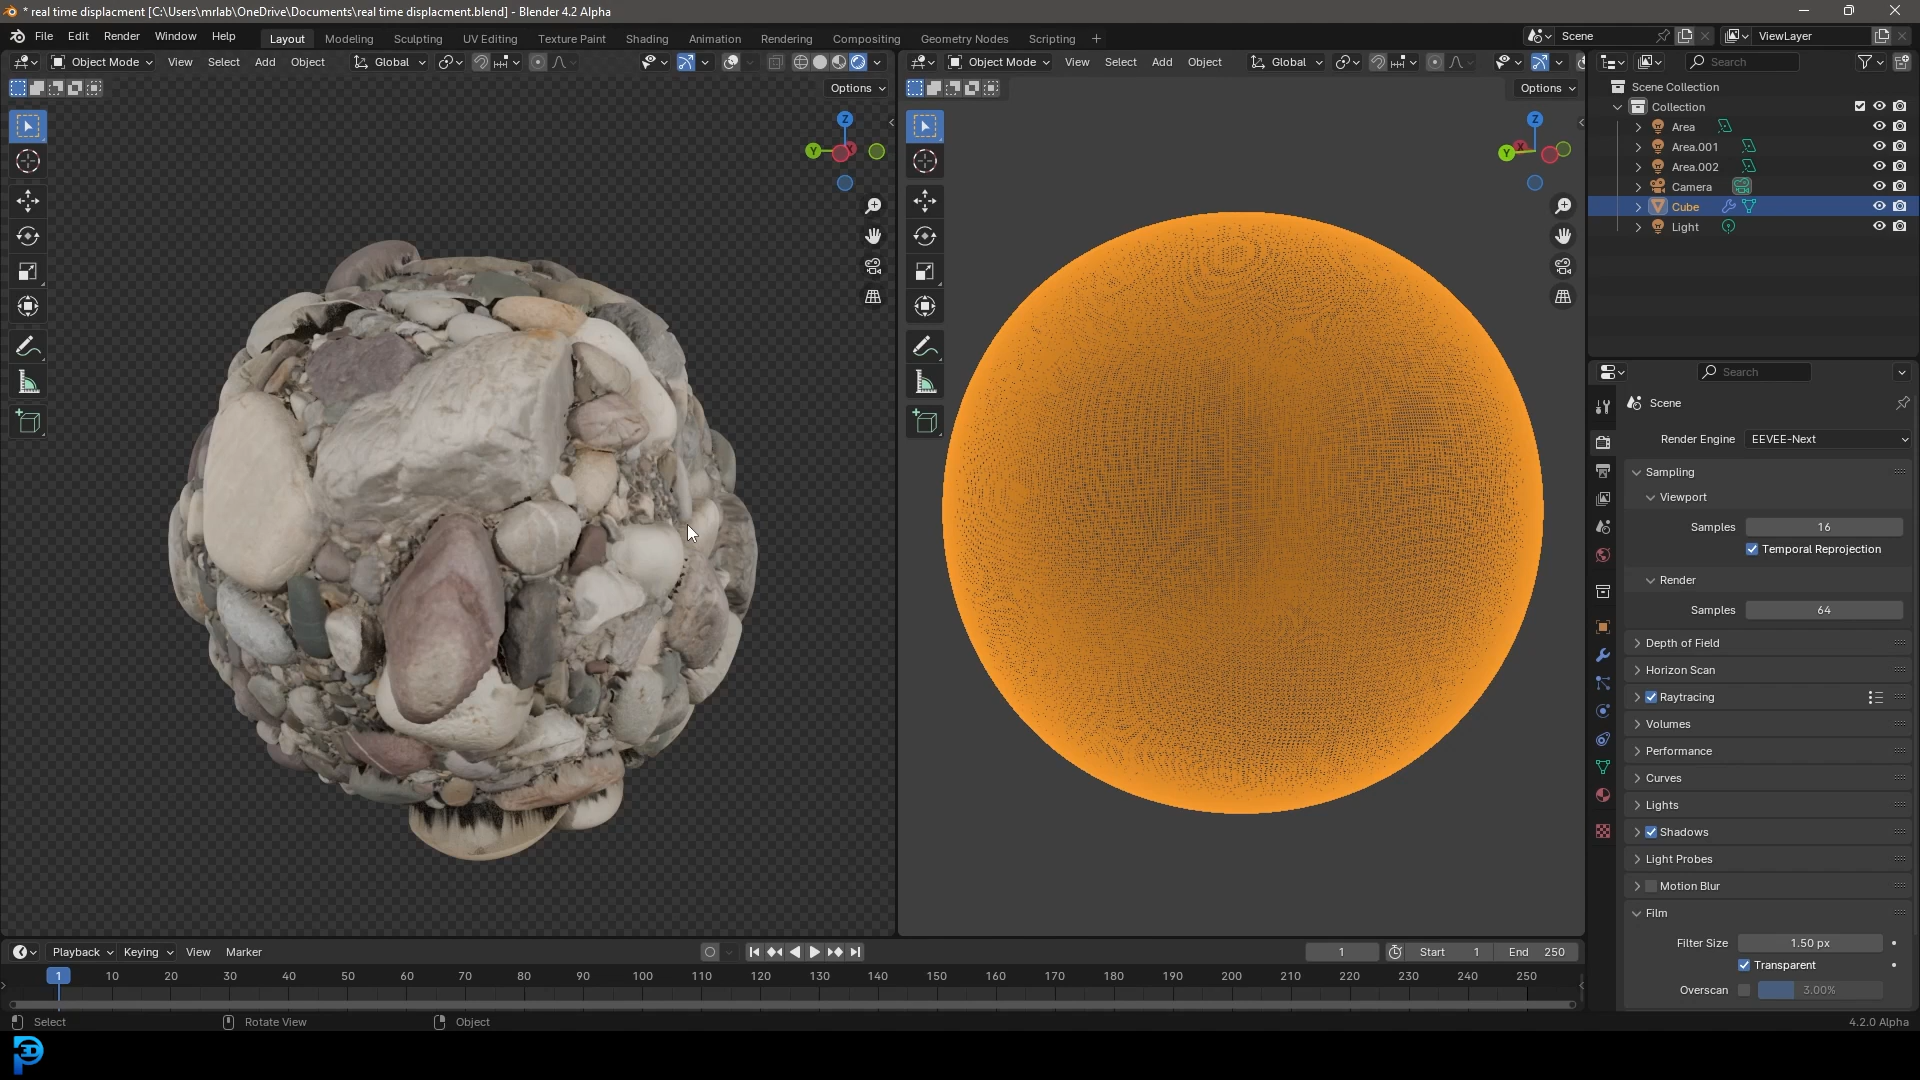 * real time displacment [C:\Users\mrlab\OneDrive\Documents\real time displacment.blend] - Blender 4.2 Alpha
File Edit Render Window Help Layout Modeling Sculpting UV Editing Texture Paint Shading Animation Rendering Compositing Geometry Nodes Scripting + Scene ViewLayer
Object Mode View Select Add Object Global
Object Mode View Select Add Object Global
Search
Options
Options
Scene Collection
Collection
Area
Area.001
Area.002
Camera
Cube
Light
Z
Y
X
Z
Y
X
Search
Scene
Render Engine EEVEE-Next
Sampling
Viewport
Samples 16
Temporal Reprojection
Render
Samples 64
Depth of Field
Horizon Scan
Raytracing
Volumes
Performance
Curves
Lights
Shadows
Light Probes
Motion Blur
Film
Filter Size 1.50 px
Transparent
Overscan 3.00%
Playback Keying View Marker 1 Start 1 End 250
1 10 20 30 40 50 60 70 80 90 100 110 120 130 140 150 160 170 180 190 200 210 220 230 240 250
Select Rotate View Object 4.2.0 Alpha
3D